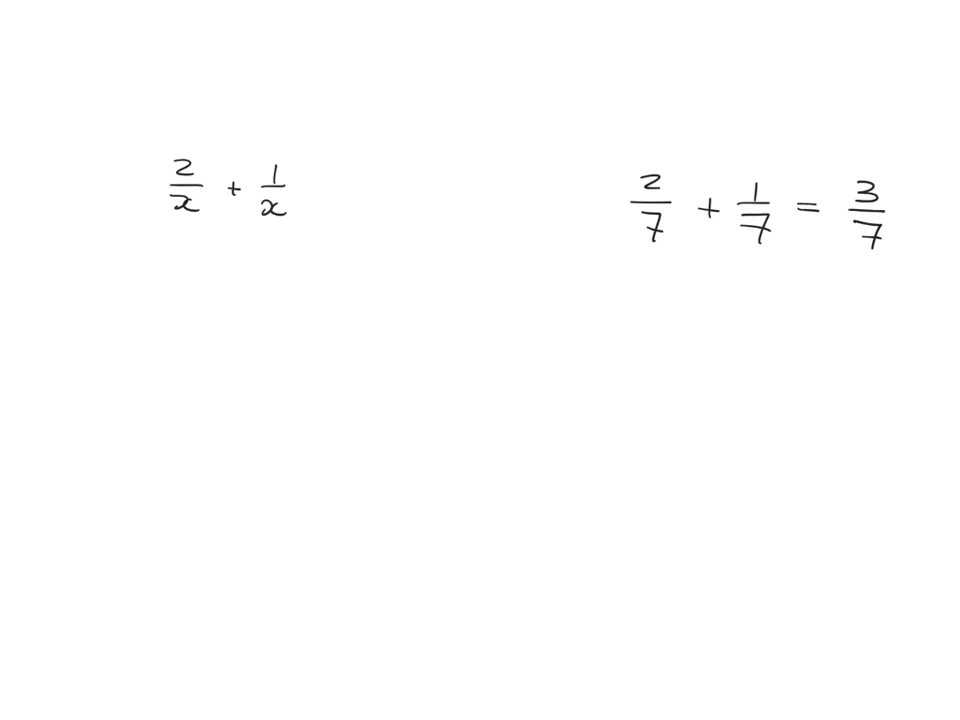 2/x + 1/x
2/7 + 1/7 = 3/7